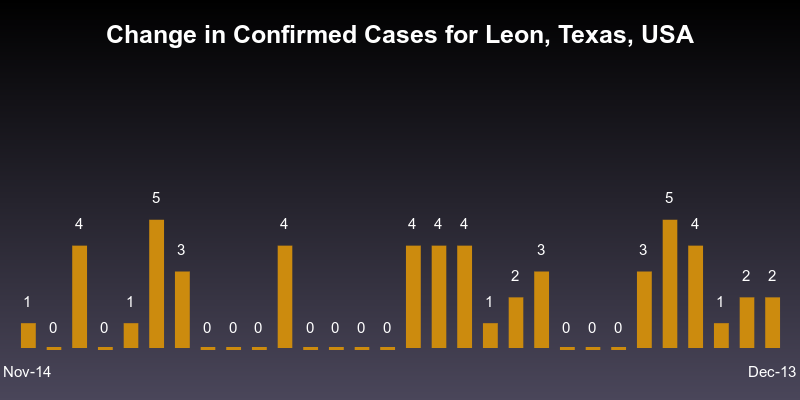 Change in Confirmed Cases for Leon, Texas, USA
1 0 4 0 1 5 3 0 0 0 4 0 0 0 0 4 4 4 1 2 3 0 0 0 3 5 4 1 2 2
Nov-14 Dec-13